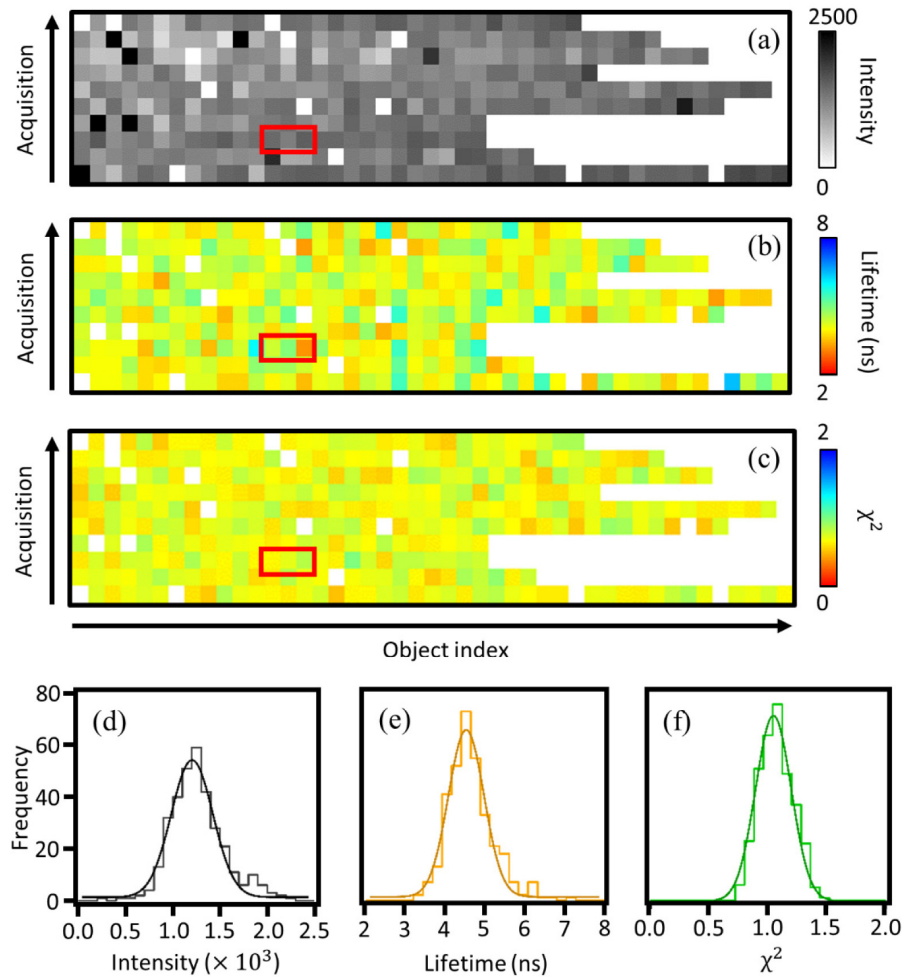 (a)
Acquisition
2500
0
Intensity
(b)
Acquisition
8
2
Lifetime (ns)
(c)
Acquisition
2
0
χ²
Object index
(d)
Frequency
80
60
40
20
0
0.0 0.5 1.0 1.5 2.0 2.5
Intensity (× 10³)
(e)
2 3 4 5 6 7 8
Lifetime (ns)
(f)
0.0 0.5 1.0 1.5 2.0
χ²